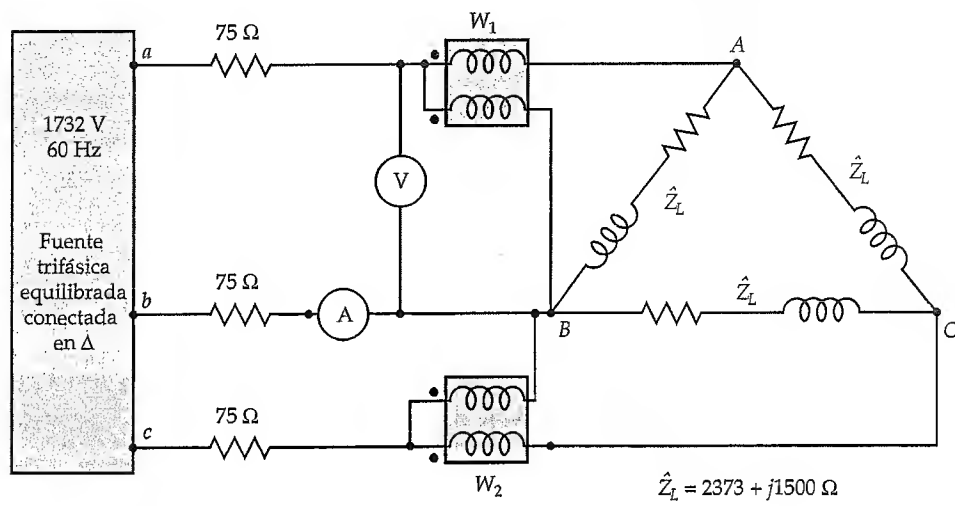 75 Ω
W₁
a
A
1732 V
60 Hz
V
Ẑ_L
Ẑ_L
Fuente
trifásica
equilibrada
conectada
en Δ
75 Ω
b
A
Ẑ_L
B
C
75 Ω
c
W₂
Ẑ_L = 2373 + j1500 Ω